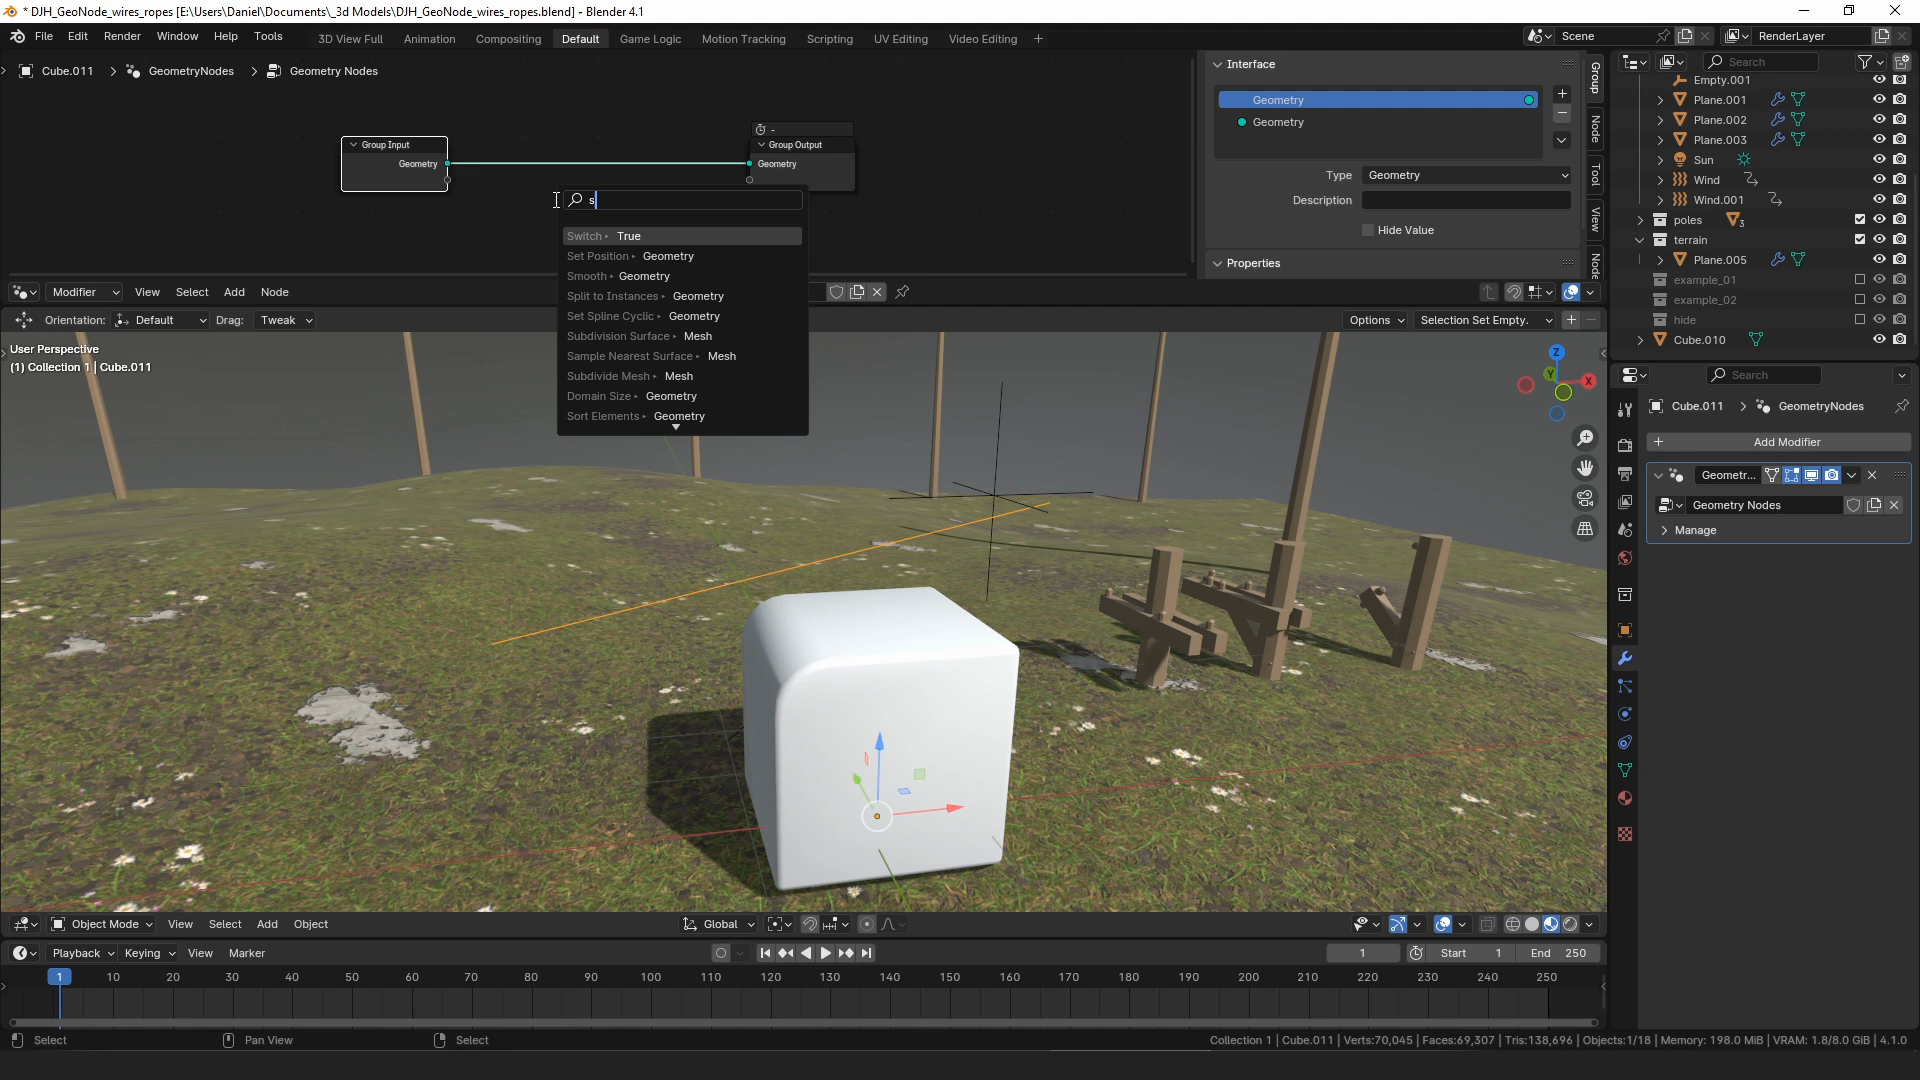 * DJH_GeoNode_wires_ropes [E:\Users\Daniel\Documents\_3d Models\DJH_GeoNode_wires_ropes.blend] - Blender 4.1
File Edit Render Window Help Tools 3D View Full Animation Compositing Default Game Logic Motion Tracking Scripting UV Editing Video Editing + Scene RenderLayer
Cube.011 > GeometryNodes > Geometry Nodes
Group Input
Geometry
-
Group Output
Geometry
s
Switch ▸ True
Set Position ▸ Geometry
Smooth ▸ Geometry
Split to Instances ▸ Geometry
Set Spline Cyclic ▸ Geometry
Subdivision Surface ▸ Mesh
Sample Nearest Surface ▸ Mesh
Subdivide Mesh ▸ Mesh
Domain Size ▸ Geometry
Sort Elements ▸ Geometry
Interface
Geometry
Geometry
Type Geometry
Description
Hide Value
Properties
Group
Node
Tool
View
Node
Search
Empty.001
Plane.001
Plane.002
Plane.003
Sun
Wind
Wind.001
poles 3
terrain
Plane.005
example_01
example_02
hide
Cube.010
Modifier View Select Add Node
Orientation: Default Drag: Tweak Options Selection Set Empty.
User Perspective
(1) Collection 1 | Cube.011
Z
Y
X
Search
Cube.011 > GeometryNodes
+ Add Modifier
Geometr...
Geometry Nodes
Manage
Object Mode View Select Add Object Global
Playback Keying View Marker 1 Start 1 End 250
1 10 20 30 40 50 60 70 80 90 100 110 120 130 140 150 160 170 180 190 200 210 220 230 240 250
Select Pan View Select Collection 1 | Cube.011 | Verts:70,045 | Faces:69,307 | Tris:138,696 | Objects:1/18 | Memory: 198.0 MiB | VRAM: 1.8/8.0 GiB | 4.1.0